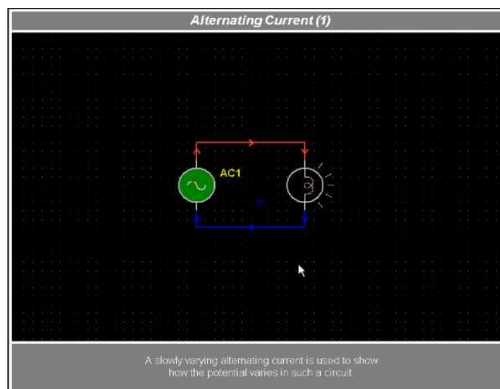 Alternating Current (1)
AC1
A slowly varying alternating current is used to show
how the potential varies in such a circuit.